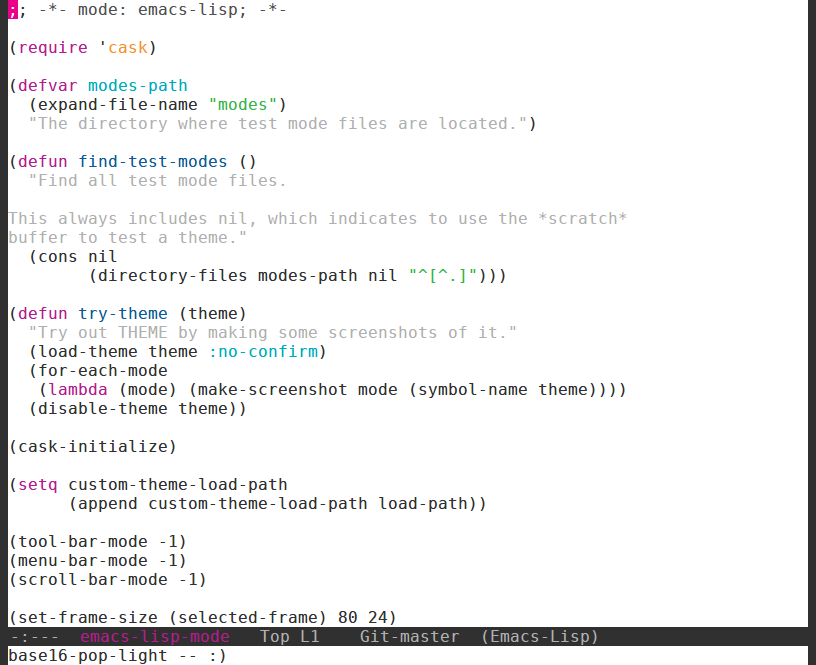 ;; -*- mode: emacs-lisp; -*-

(require 'cask)

(defvar modes-path
  (expand-file-name "modes")
  "The directory where test mode files are located.")

(defun find-test-modes ()
  "Find all test mode files.

This always includes nil, which indicates to use the *scratch*
buffer to test a theme."
  (cons nil
        (directory-files modes-path nil "^[^.]")))

(defun try-theme (theme)
  "Try out THEME by making some screenshots of it."
  (load-theme theme :no-confirm)
  (for-each-mode
   (lambda (mode) (make-screenshot mode (symbol-name theme))))
  (disable-theme theme))

(cask-initialize)

(setq custom-theme-load-path
      (append custom-theme-load-path load-path))

(tool-bar-mode -1)
(menu-bar-mode -1)
(scroll-bar-mode -1)

(set-frame-size (selected-frame) 80 24)
-:---  emacs-lisp-mode   Top L1    Git-master  (Emacs-Lisp)
base16-pop-light -- :)